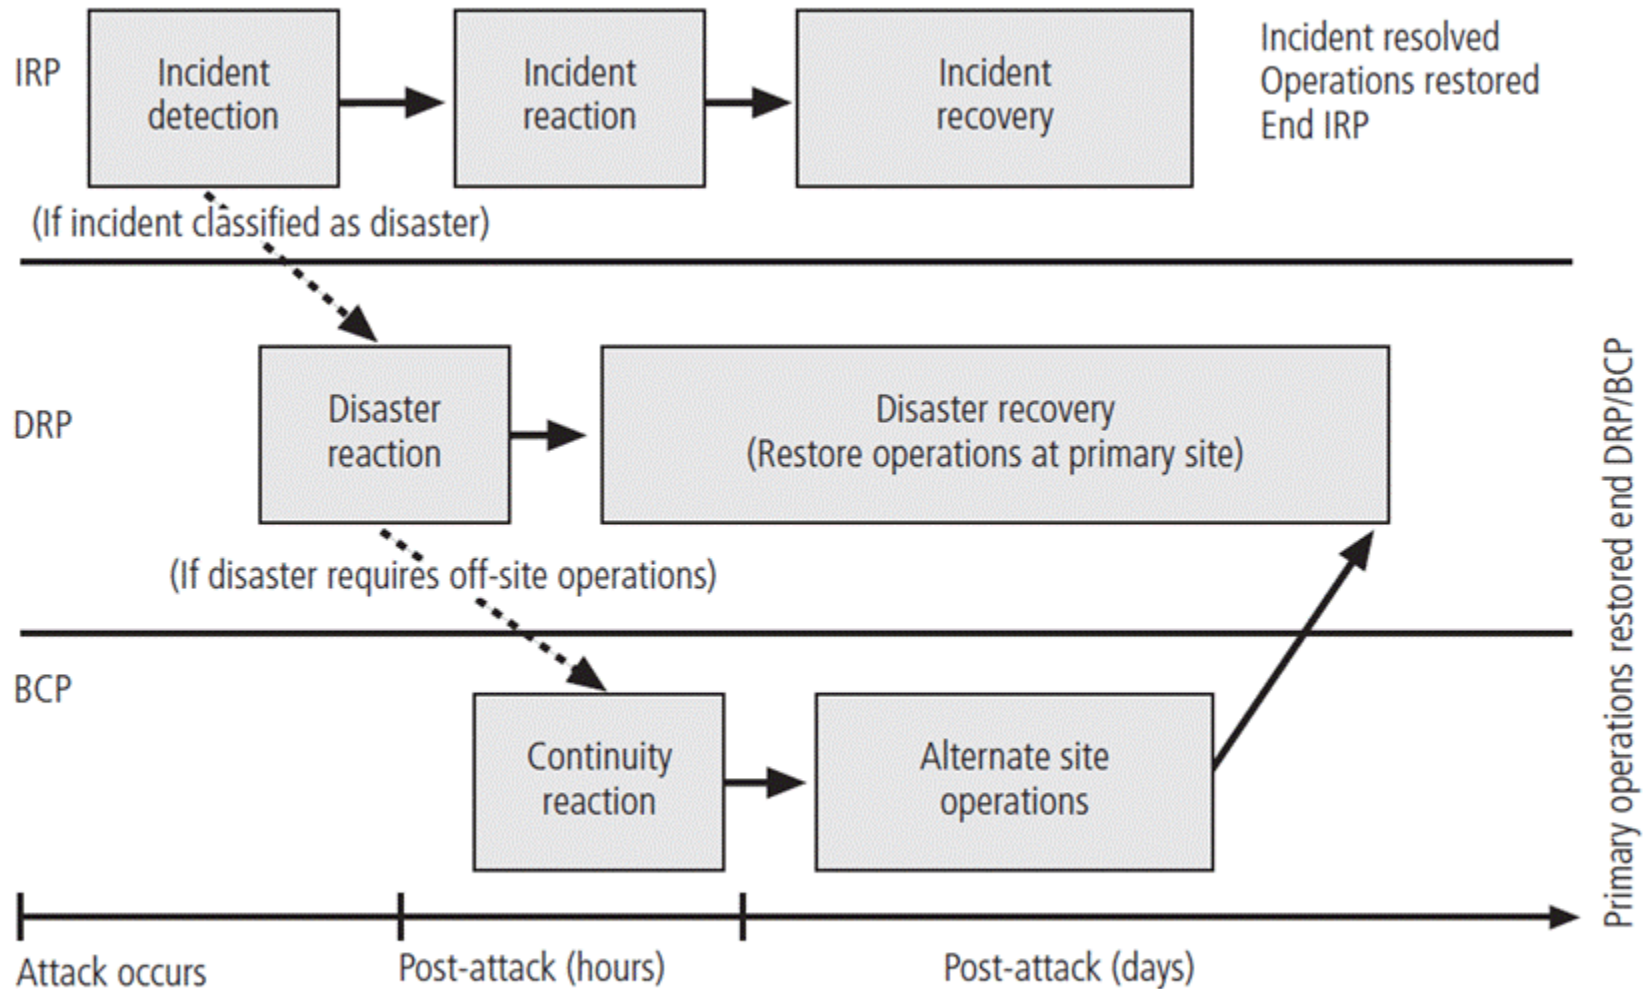 IRP
Incident
detection
Incident
reaction
Incident
recovery
Incident resolved
Operations restored
End IRP
(If incident classified as disaster)
DRP
Disaster
reaction
Disaster recovery
(Restore operations at primary site)
(If disaster requires off-site operations)
BCP
Continuity
reaction
Alternate site
operations
Primary operations restored end DRP/BCP
Attack occurs
Post-attack (hours)
Post-attack (days)